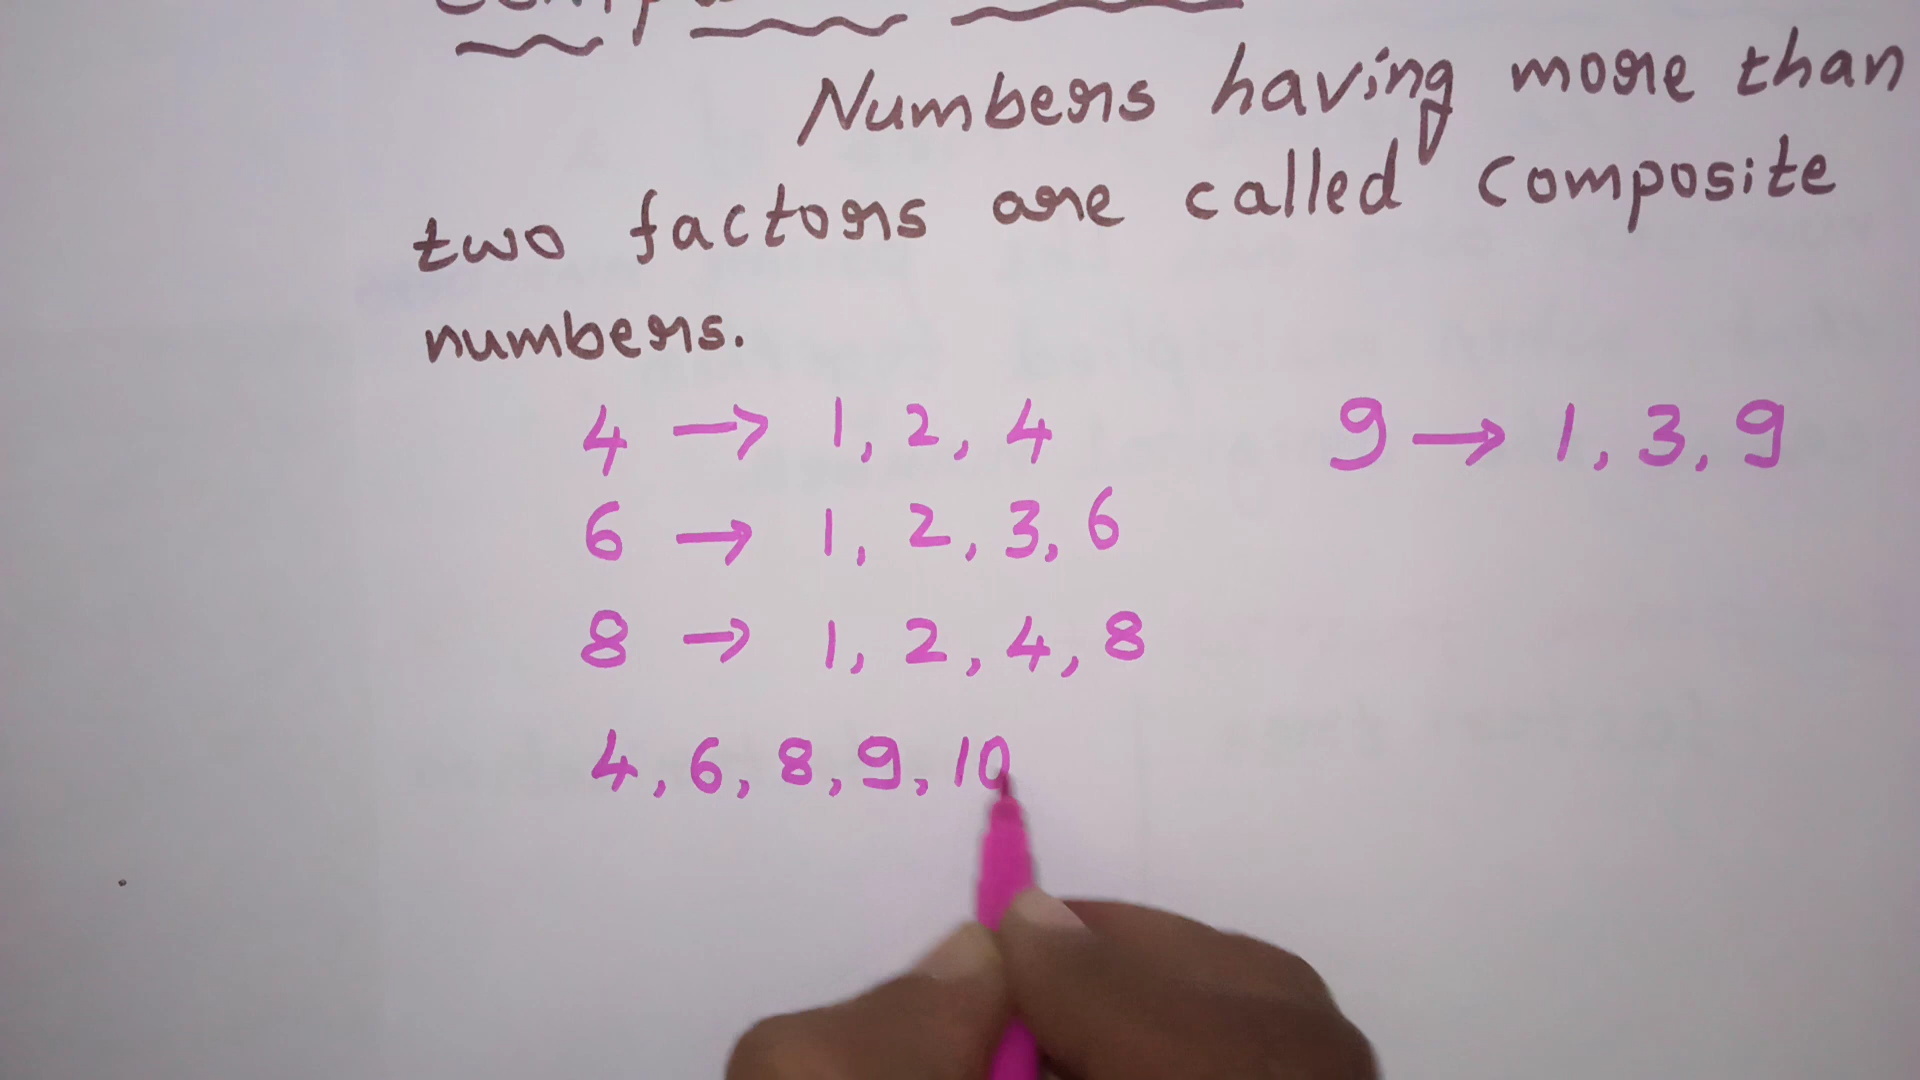 Numbers having more than
two factors are called composite
numbers.
4 → 1, 2, 4
9 → 1, 3, 9
6 → 1, 2, 3, 6
8 → 1, 2, 4, 8
4, 6, 8, 9, 10